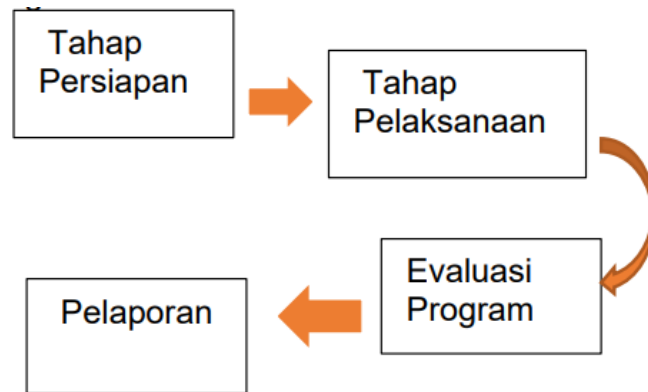 Tahap
Persiapan
Tahap
Pelaksanaan
Evaluasi
Program
Pelaporan